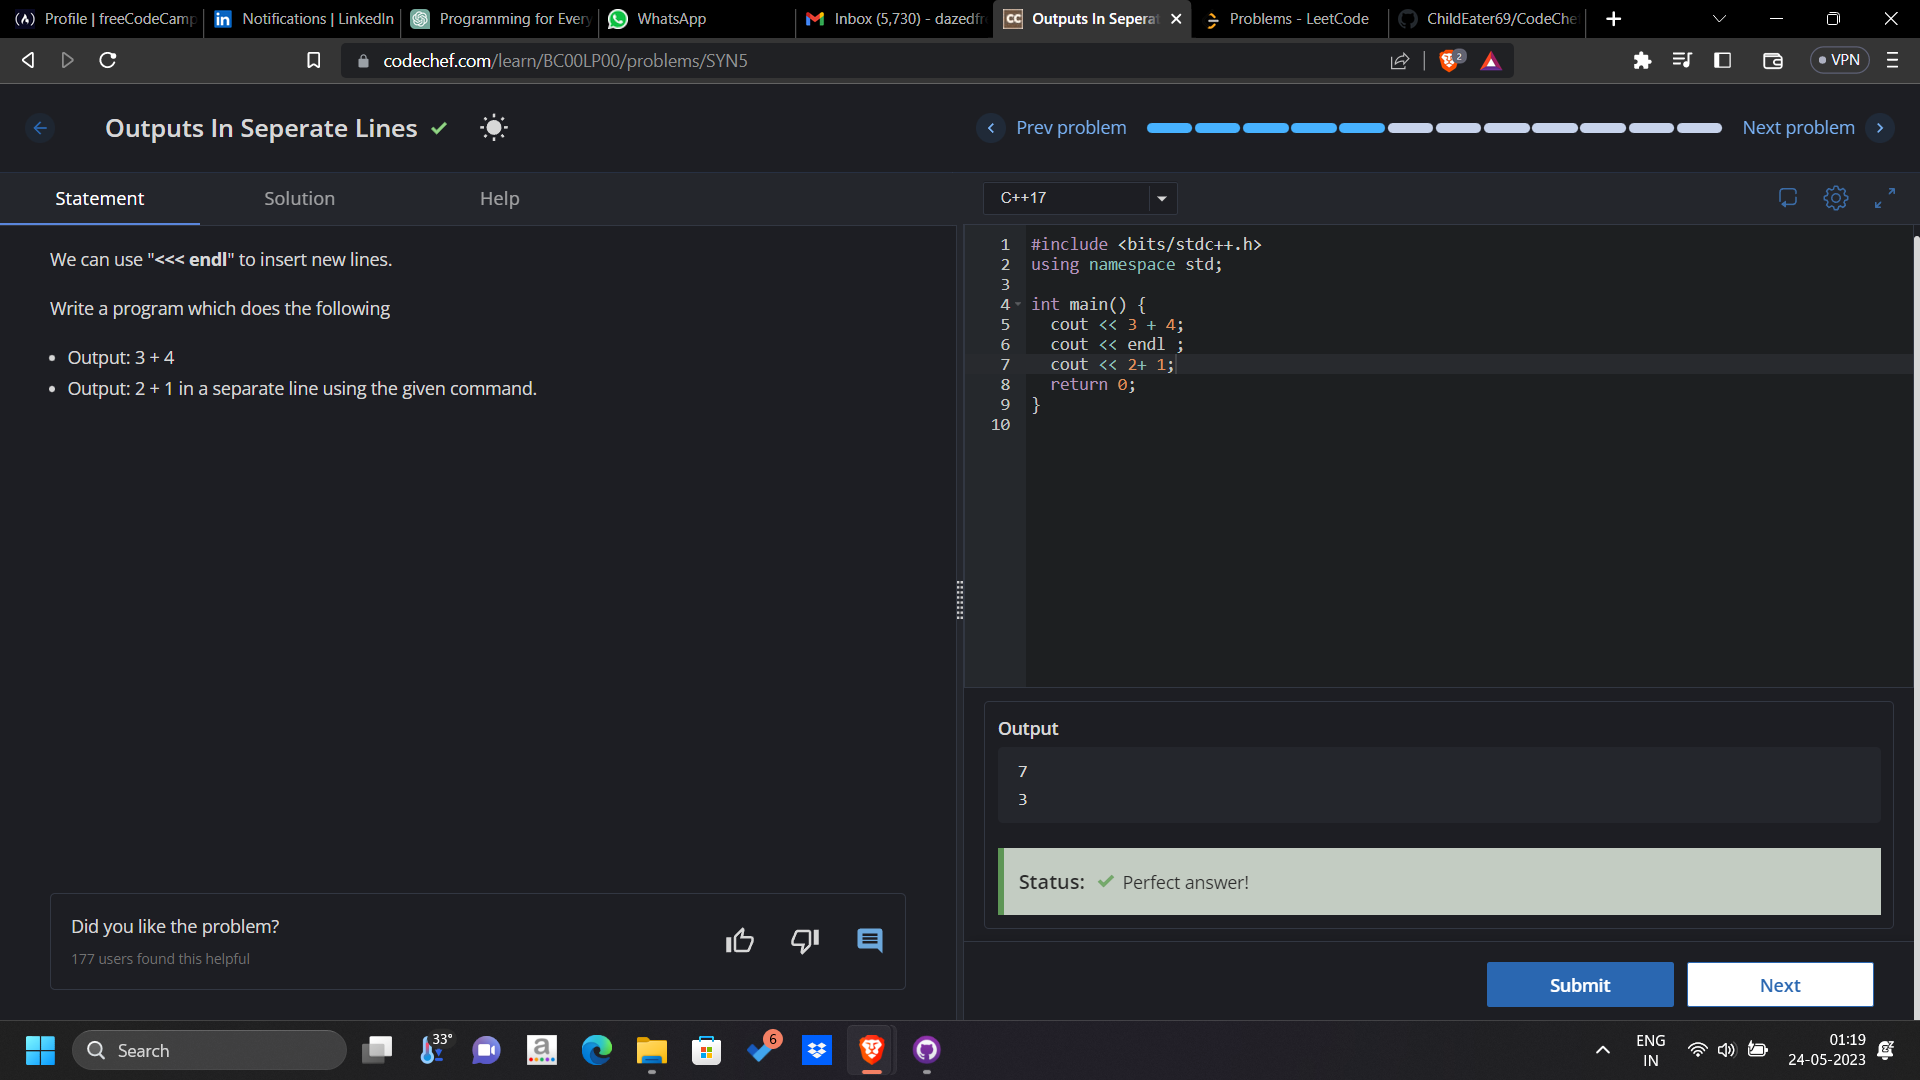 Profile | freeCodeCamp
Notifications | LinkedIn
Programming for Every
WhatsApp
Inbox (5,730) - dazedfr
Outputs In Seperat
Problems - LeetCode
ChildEater69/CodeChe
codechef.com/learn/BC00LP00/problems/SYN5
2
VPN
Outputs In Seperate Lines
Prev problem
Next problem
Statement
Solution
Help
C++17
We can use "<<< endl" to insert new lines.
Write a program which does the following
• Output: 3 + 4
• Output: 2 + 1 in a separate line using the given command.
1 #include <bits/stdc++.h>
2 using namespace std;
3
4 int main() {
5 cout << 3 + 4;
6 cout << endl ;
7 cout << 2+ 1;
8 return 0;
9 }
10
Output
7
3
Status: Perfect answer!
Did you like the problem?
177 users found this helpful
Submit
Next
Search
33°
6
ENG
IN
01:19
24-05-2023